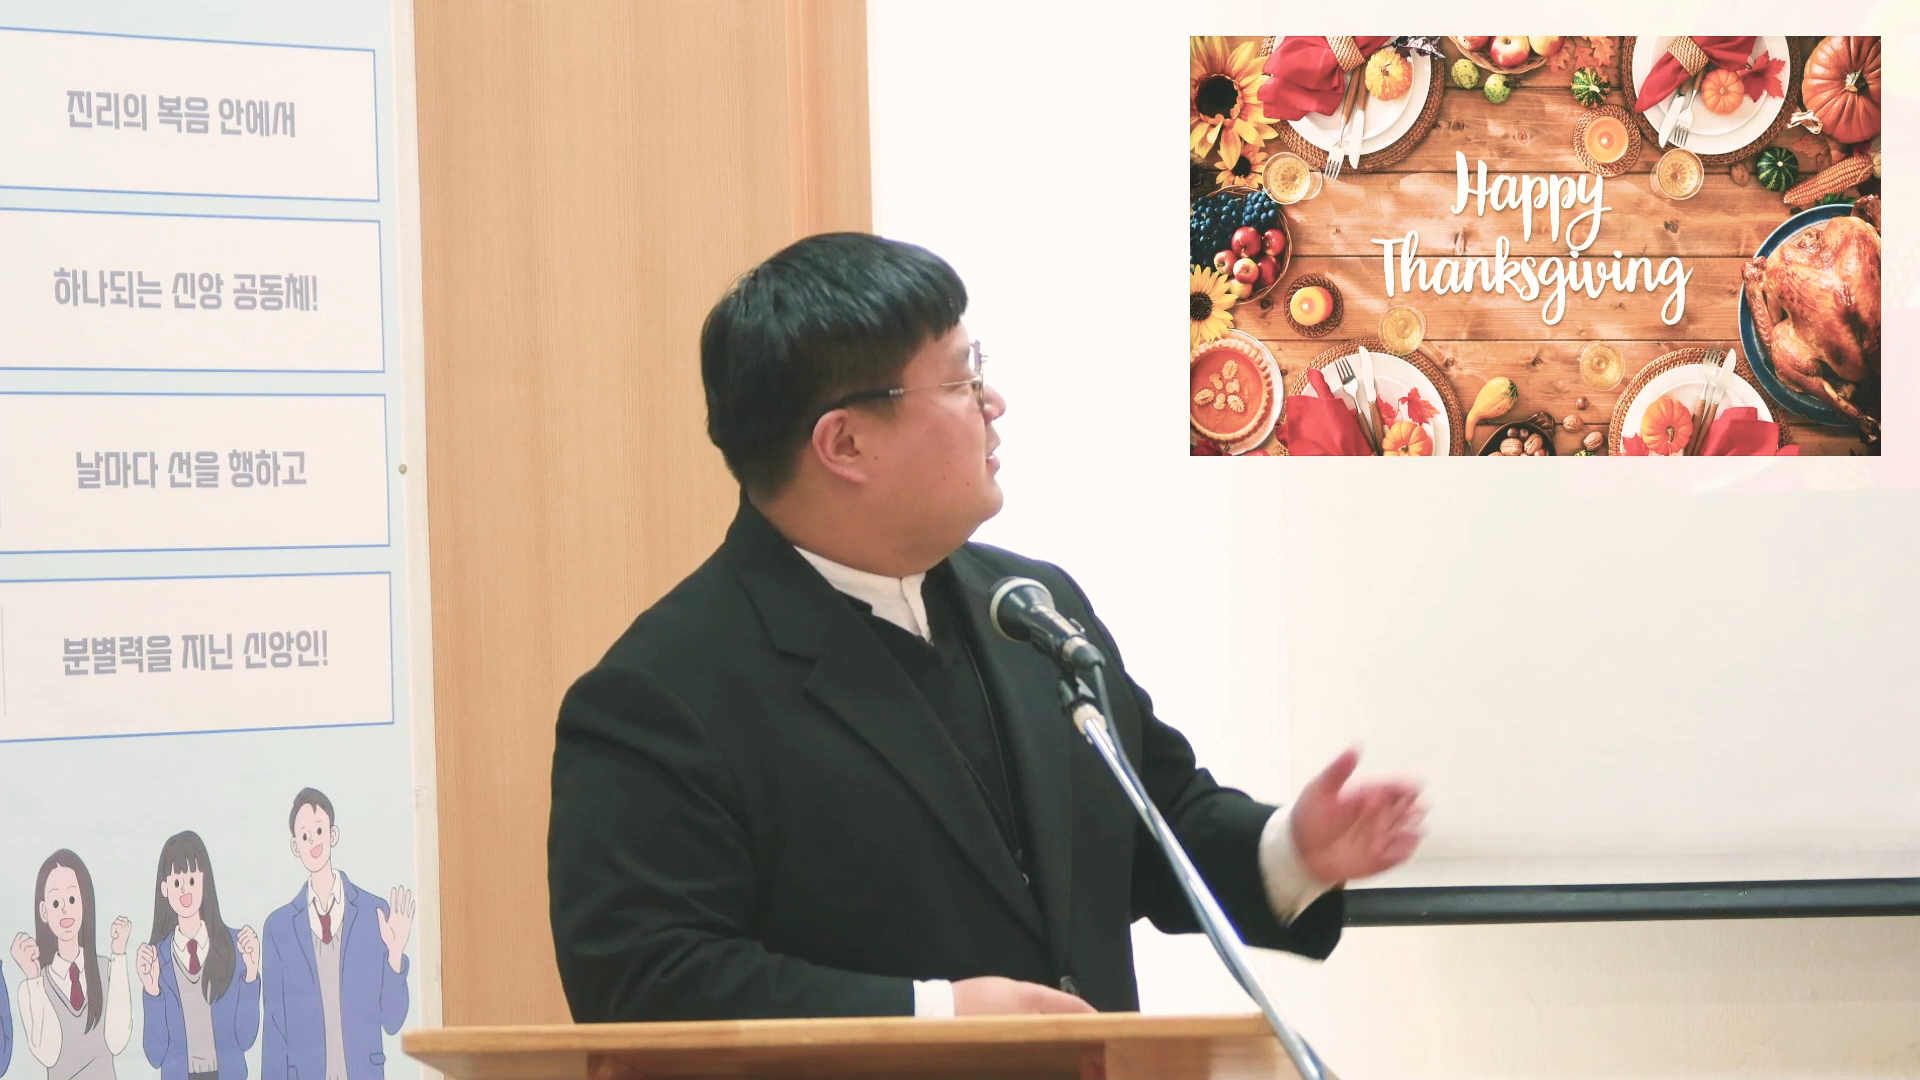 진리의 복음 안에서
하나되는 신앙 공동체!
날마다 선을 행하고
분별력을 지닌 신앙인!
Happy
Thanksgiving